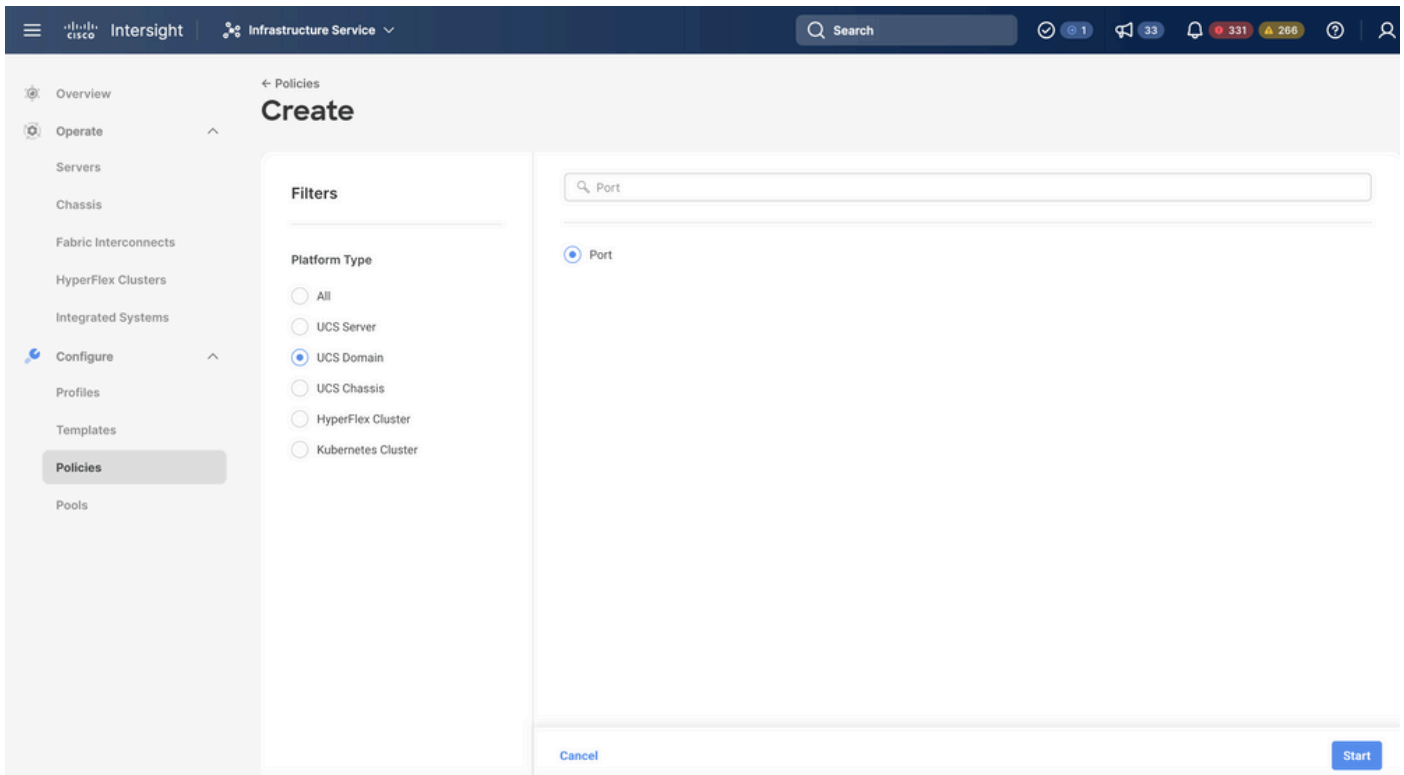 cisco Intersight Infrastructure Service Search 1 33 331 266
Overview
Operate
Servers
Chassis
Fabric Interconnects
HyperFlex Clusters
Integrated Systems
Configure
Profiles
Templates
Policies
Pools
← Policies
Create
Filters
Platform Type
All
UCS Server
UCS Domain
UCS Chassis
HyperFlex Cluster
Kubernetes Cluster
Port
Port
Cancel Start